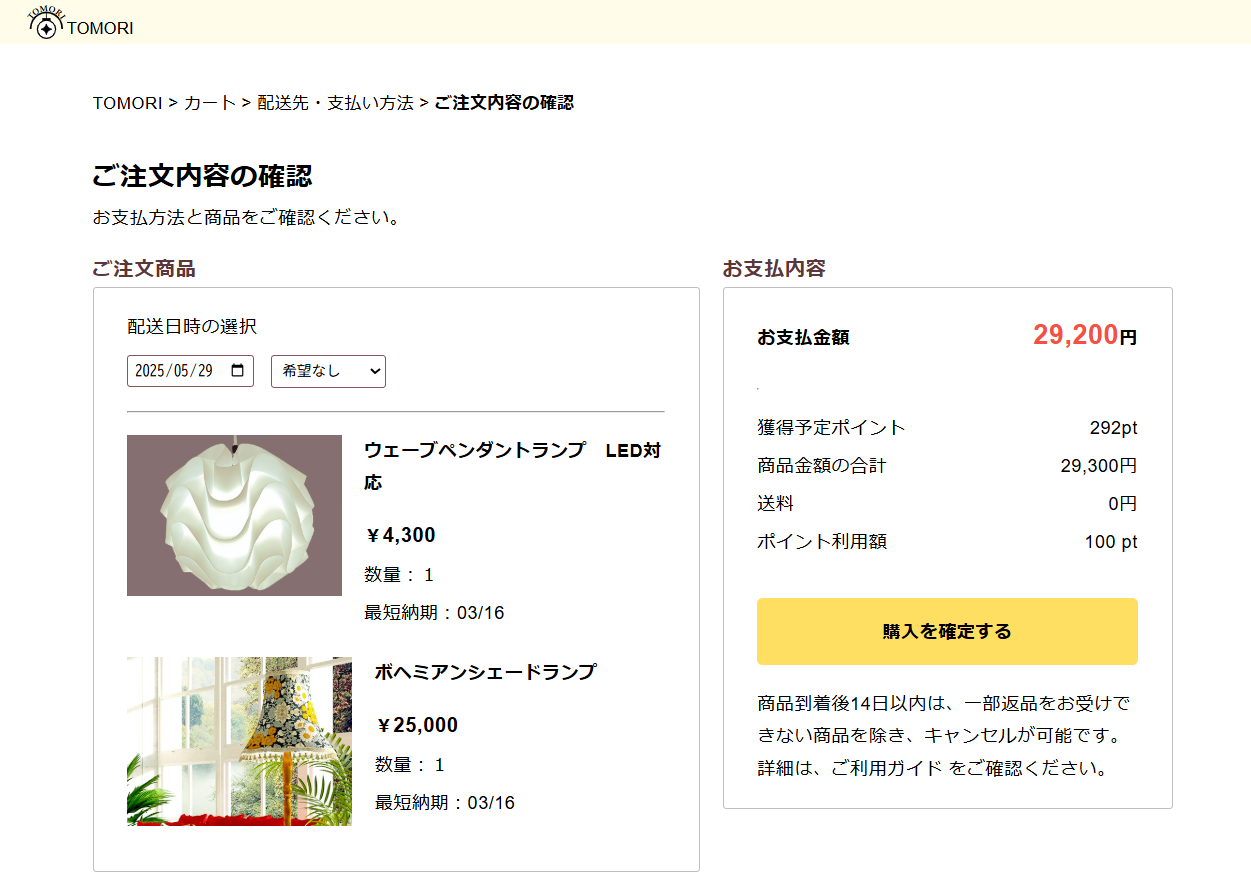 TOMORI
TOMORI
TOMORI > カート > 配送先・支払い方法 > ご注文内容の確認
ご注文内容の確認
お支払方法と商品をご確認ください。
ご注文商品
配送日時の選択
2025/05/29
希望なし
ウェーブペンダントランプ　LED対
応
￥4,300
数量： 1
最短納期：03/16
ボヘミアンシェードランプ
￥25,000
数量： 1
最短納期：03/16
お支払内容
お支払金額 29,200円
獲得予定ポイント 292pt
商品金額の合計 29,300円
送料 0円
ポイント利用額 100 pt
購入を確定する
商品到着後14日以内は、一部返品をお受けで
きない商品を除き、キャンセルが可能です。
詳細は、ご利用ガイド をご確認ください。